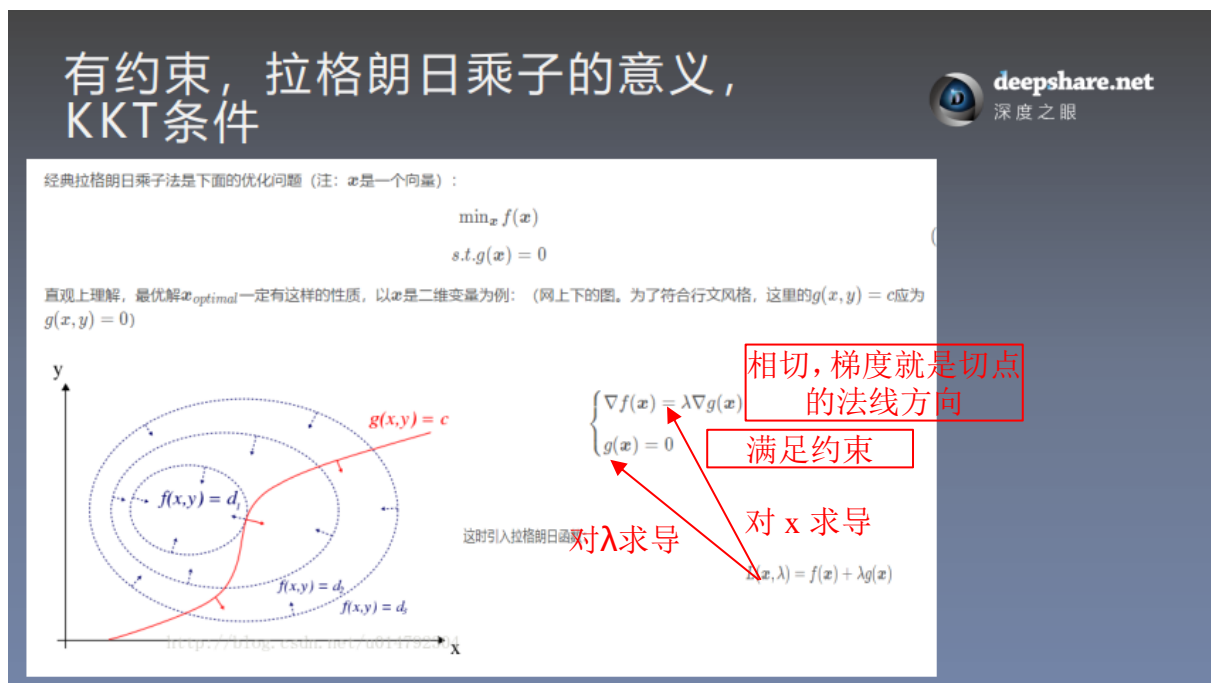 有约束，拉格朗日乘子的意义，
KKT条件
deepshare.net
深度之眼
经典拉格朗日乘子法是下面的优化问题（注：x是一个向量）：
min_x f(x)
s.t.g(x) = 0
(
直观上理解，最优解x_optimal一定有这样的性质，以x是二维变量为例：（网上下的图。为了符合行文风格，这里的g(x, y) = c应为
g(x, y) = 0）
相切，梯度就是切点
的法线方向
∇f(x) = λ∇g(x)
g(x) = 0
满足约束
y
g(x,y) = c
f(x,y) = d₁
f(x,y) = d₂
f(x,y) = d₃
x
对 x 求导
这时引入拉格朗日函数
对λ求导
L(x, λ) = f(x) + λg(x)